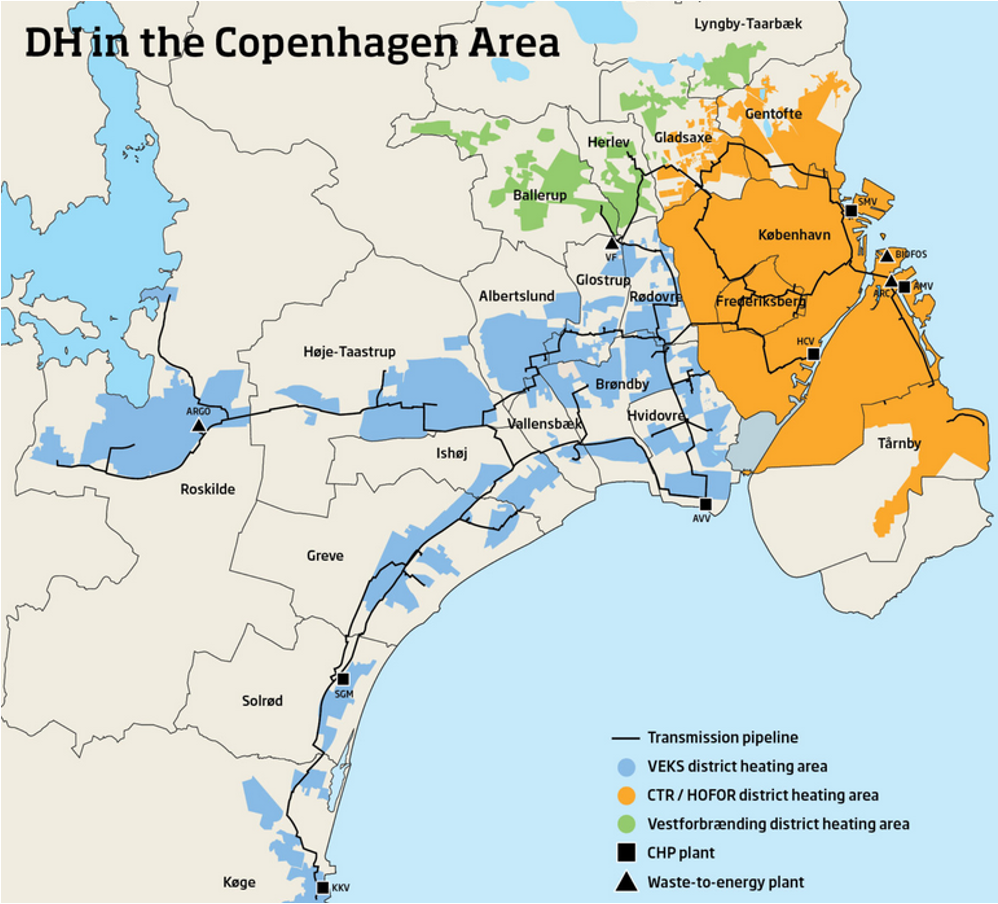 DH in the Copenhagen Area
Lyngby-Taarbæk
Gentofte
Gladsaxe
Herlev
Ballerup
SMV
København
BIOFOS
VF
Glostrup
ARC
AMV
Albertslund
Rødovre
Frederiksberg
HCV
Høje-Taastrup
Brøndby
ARGO
Vallensbæk
Hvidovre
Ishøj
Tårnby
Roskilde
AVV
Greve
SGM
Solrød
Transmission pipeline
VEKS district heating area
CTR / HOFOR district heating area
Vestforbrænding district heating area
CHP plant
Køge
KKV
Waste-to-energy plant